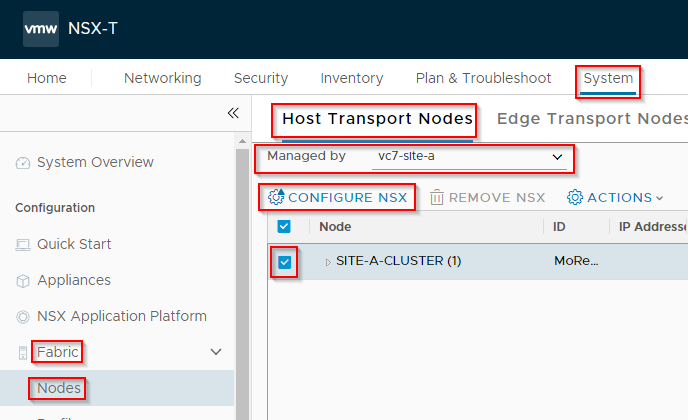 vmw NSX-T
Home Networking Security Inventory Plan & Troubleshoot System
«
System Overview
Configuration
Quick Start
Appliances
NSX Application Platform
Fabric
Nodes
Host Transport Nodes Edge Transport Nodes
Managed by vc7-site-a
CONFIGURE NSX REMOVE NSX ACTIONS
Node ID IP Addresse
SITE-A-CLUSTER (1) MoRe...